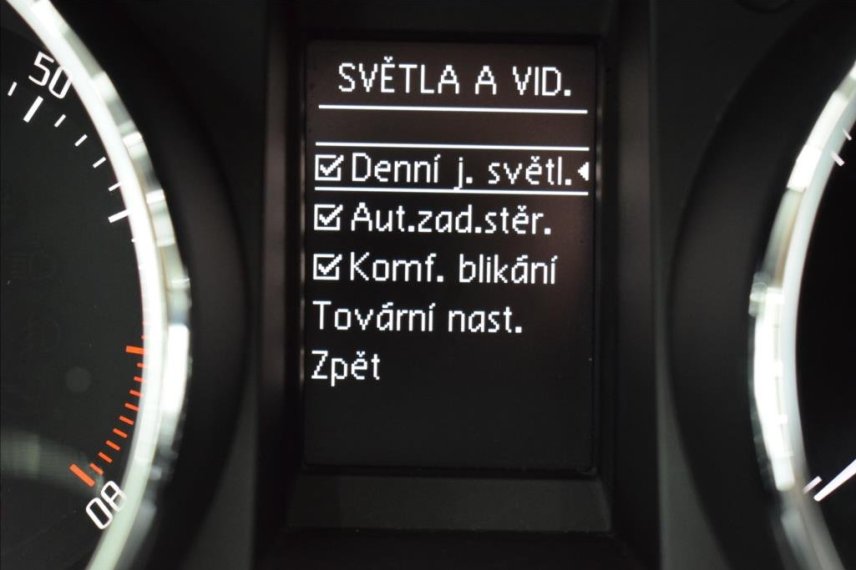 50
SVĚTLA A VID.
Denní j. světl.
Aut.zad.stěr.
Komf. blikání
Tovární nast.
Zpět
80